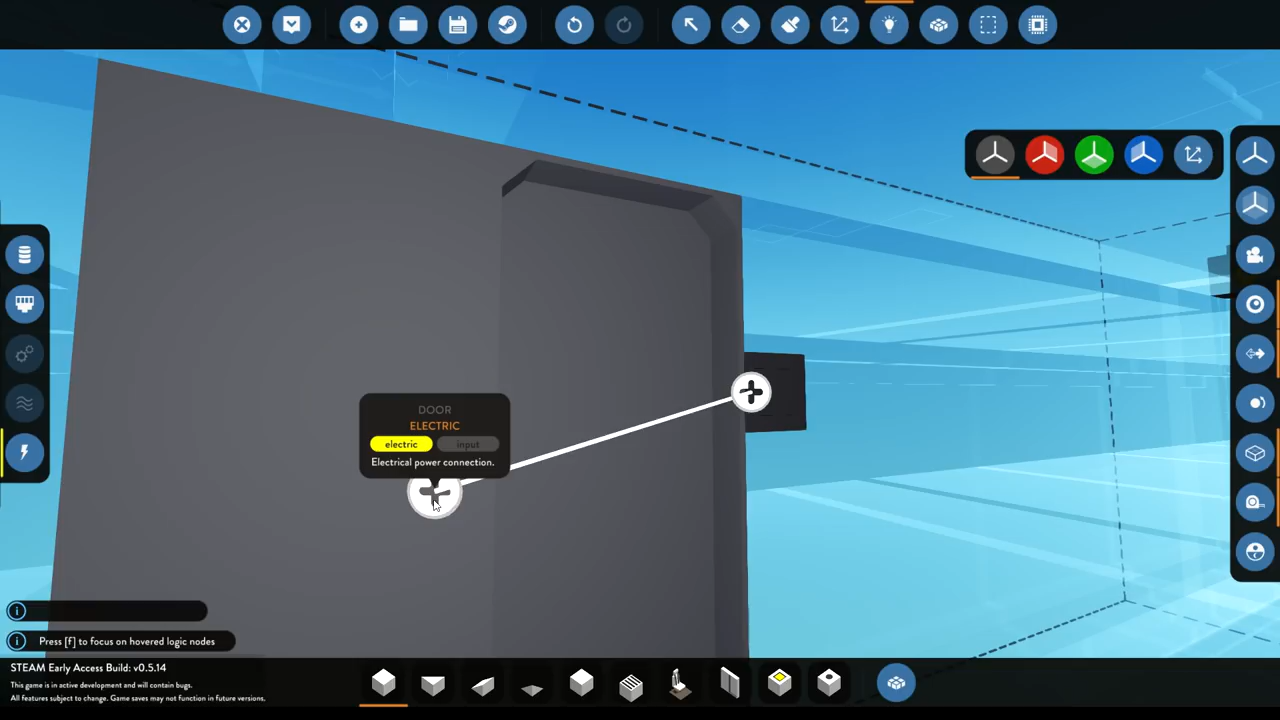 DOOR
ELECTRIC
electric input
Electrical power connection.
Press [f] to focus on hovered logic nodes
STEAM Early Access Build: v0.5.14
This game is in active development and will contain bugs.
All features subject to change. Game saves may not function in future versions.